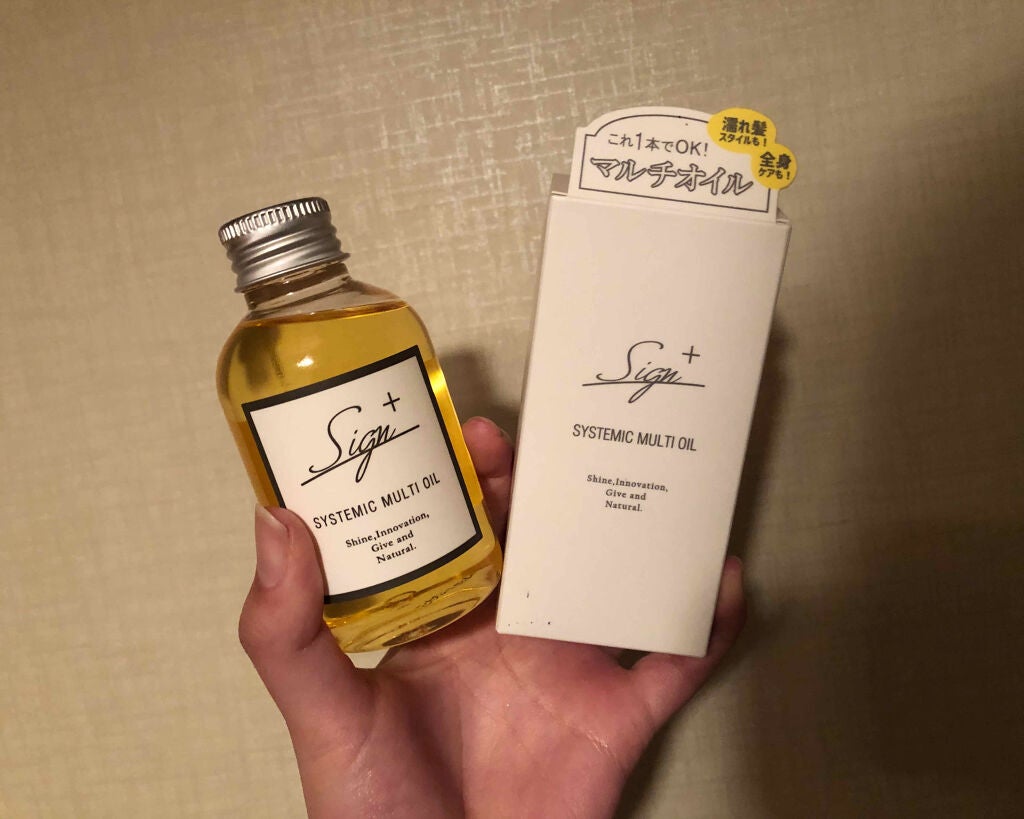 Sign+
SYSTEMIC MULTI OIL
Shine,Innovation,
Give and
Natural.
これ1本でOK!
マルチオイル
濡れ髪
スタイルも!
全身
ケアも!
Sign+
SYSTEMIC MULTI OIL
Shine,Innovation,
Give and
Natural.